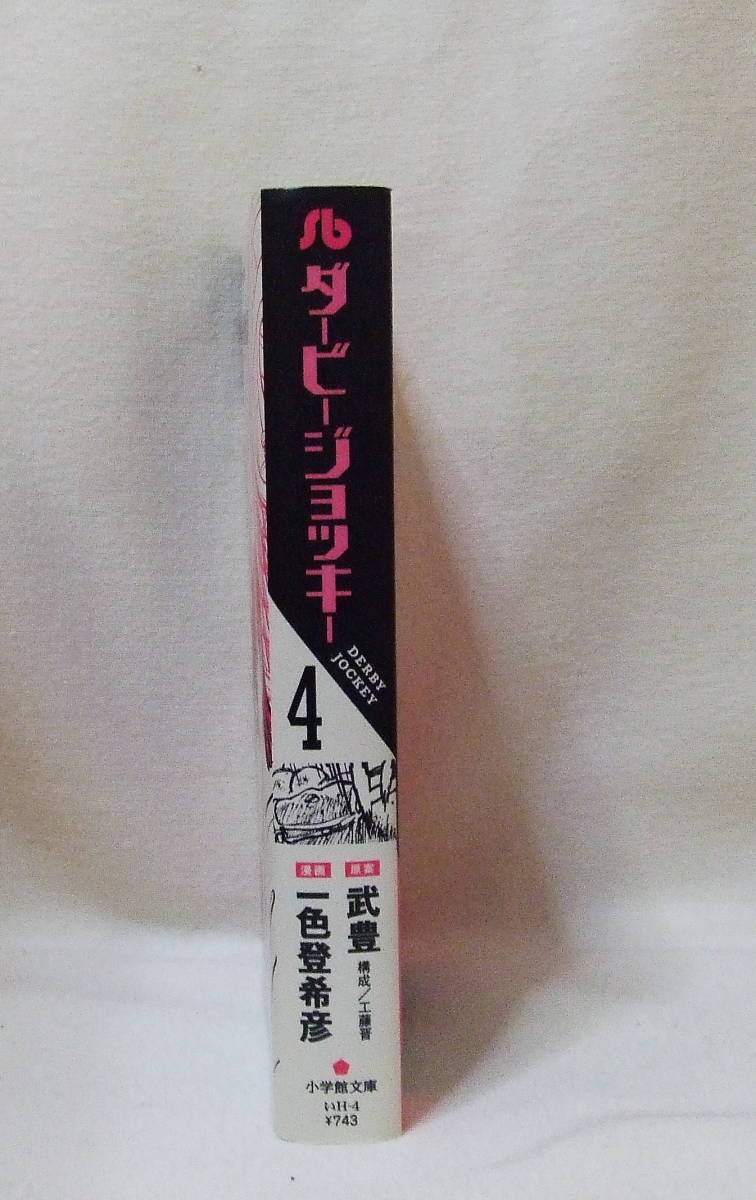 Sb
ダービージョッキー
DERBY
JOCKEY
4
原案
武豊
構成/工藤晋
漫画
一色登希彦
小学館文庫
いH-4
¥743